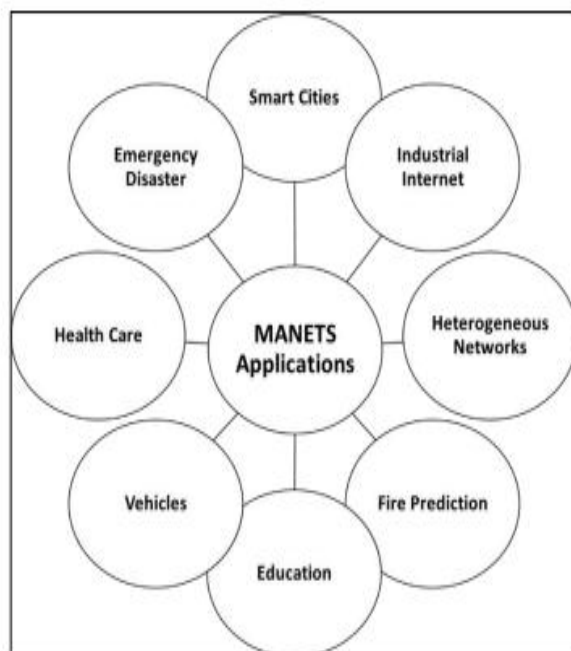 Smart Cities
Emergency
Disaster
Industrial
Internet
Health Care
MANETS
Applications
Heterogeneous
Networks
Vehicles
Fire Prediction
Education